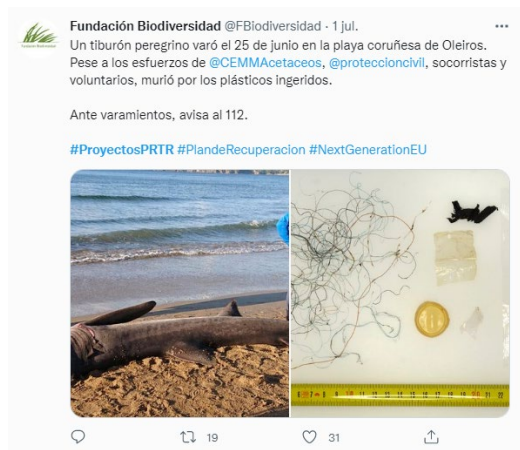 Fundación Biodiversidad @FBiodiversidad · 1 jul.
Un tiburón peregrino varó el 25 de junio en la playa coruñesa de Oleiros.
Pese a los esfuerzos de @CEMMAcetaceos, @proteccioncivil, socorristas y
voluntarios, murió por los plásticos ingeridos.
Ante varamientos, avisa al 112.
#ProyectosPRTR #PlandeRecuperacion #NextGenerationEU
19
31